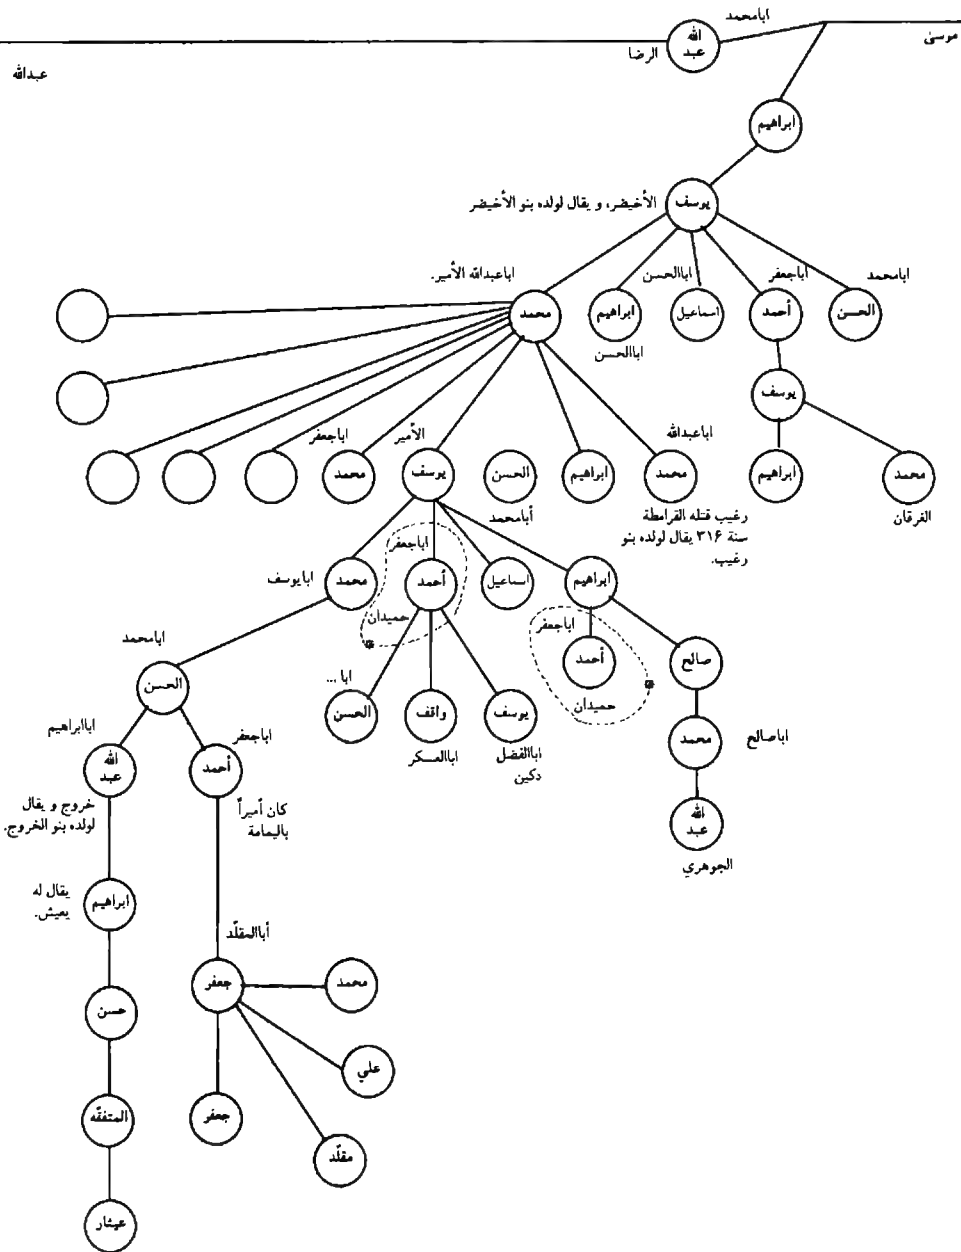 ابامحمد
موسىٰ
الله
عبد
الرضا
عبدالله
ابراهيم
يوسف
الأخيضر، و يقال لولده بنو الأخيضر
اباعبدالله الأمير.
اباالحسن
اباجعفر
ابامحمد
محمد
ابراهيم
اسماعيل
أحمد
الحسن
اباالحسن
يوسف
اباعبدالله
الأمير
اباجعفر
محمد
ابراهيم
محمد
ابراهيم
الحسن
يوسف
محمد
الفرقان
رغيب قتله القرامطة
سنة ٣١۶ يقال لولده بنو
رغيب.
أبامحمد
اباجعفر
ابراهيم
اسماعيل
أحمد
محمد
ابايوسف
حميدان
اباجعفر
أحمد
حميدان
صالح
ابامحمد
الحسن
ابا ...
يوسف
واقف
الحسن
اباالفضل
دكين
اباالعسكر
محمد
اباصالح
اباابراهيم
اباجعفر
الله
عبد
أحمد
خروج و يقال
لولده بنو الخروج.
كان أميراً
باليمامة
الله
عبد
الجوهري
ابراهيم
يقال له
يعيش.
أباالمقلّد
جعفر
محمد
حسن
علي
جعفر
المتفقّه
مقلّد
عيثار